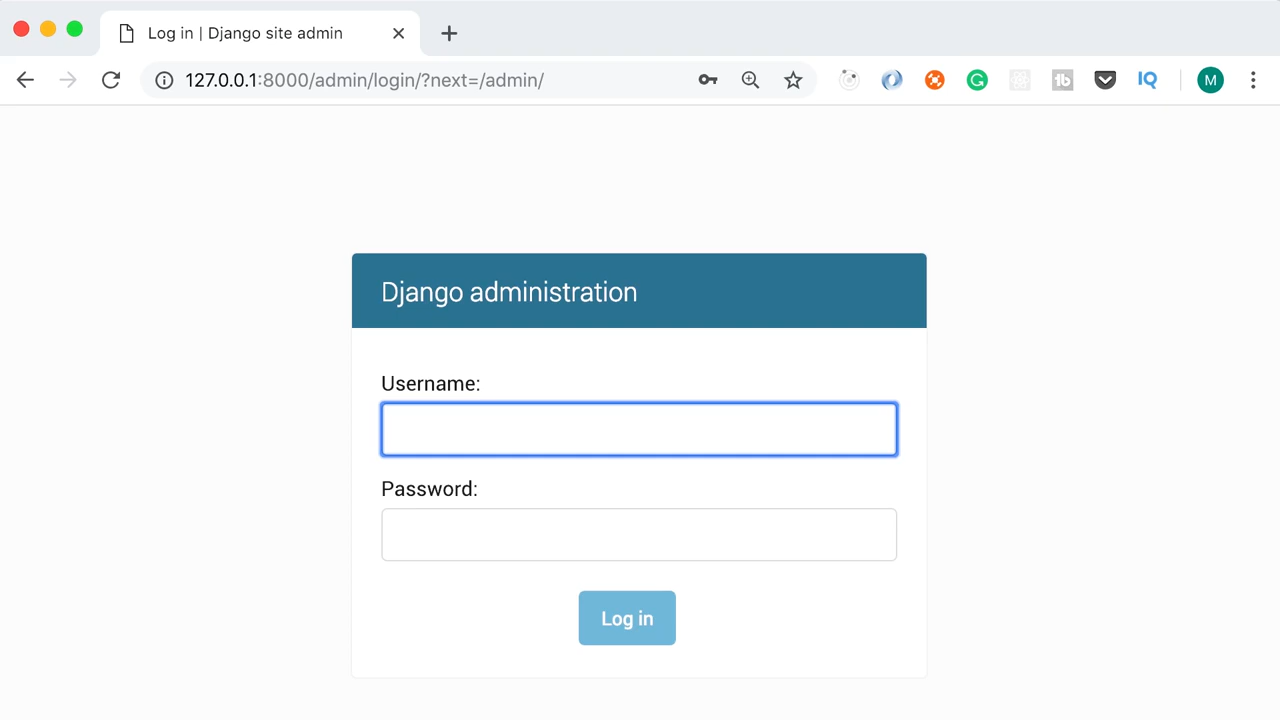 Log in | Django site admin
127.0.0.1:8000/admin/login/?next=/admin/
tb
IQ
M
Django administration
Username:
Password:
Log in